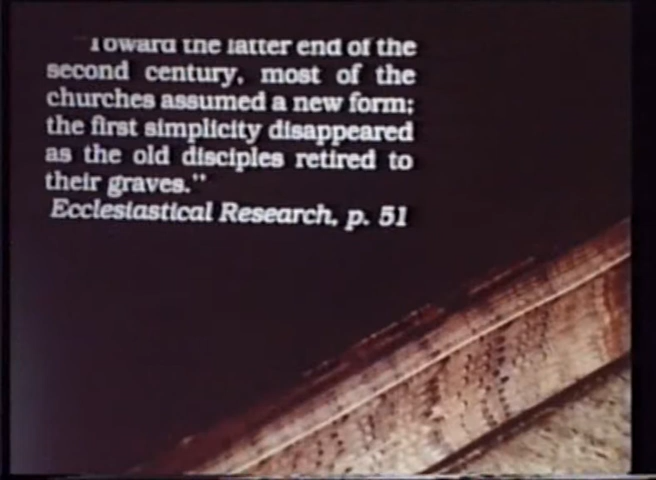 Toward the latter end of the
second century, most of the
churches assumed a new form;
the first simplicity disappeared
as the old disciples retired to
their graves."
Ecclesiastical Research, p. 51